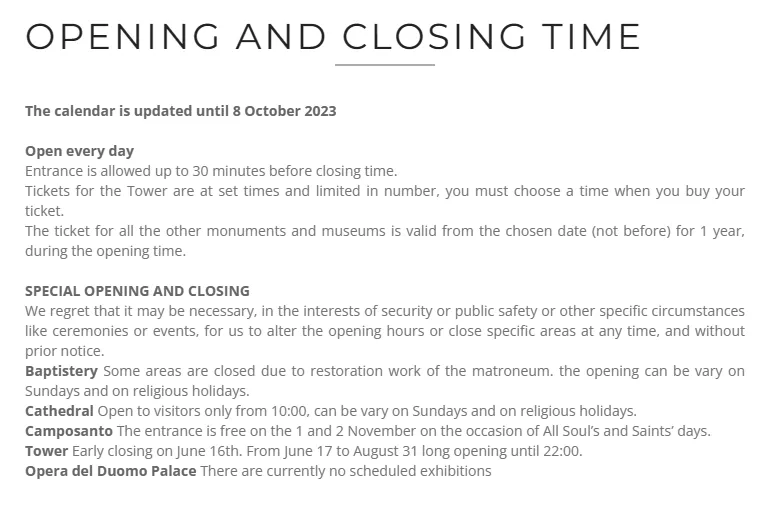 OPENING AND CLOSING TIME
The calendar is updated until 8 October 2023
Open every day
Entrance is allowed up to 30 minutes before closing time.
Tickets for the Tower are at set times and limited in number, you must choose a time when you buy your
ticket.
The ticket for all the other monuments and museums is valid from the chosen date (not before) for 1 year,
during the opening time.
SPECIAL OPENING AND CLOSING
We regret that it may be necessary, in the interests of security or public safety or other specific circumstances
like ceremonies or events, for us to alter the opening hours or close specific areas at any time, and without
prior notice.
Baptistery Some areas are closed due to restoration work of the matroneum. the opening can be vary on
Sundays and on religious holidays.
Cathedral Open to visitors only from 10:00, can be vary on Sundays and on religious holidays.
Camposanto The entrance is free on the 1 and 2 November on the occasion of All Soul’s and Saints’ days.
Tower Early closing on June 16th. From June 17 to August 31 long opening until 22:00.
Opera del Duomo Palace There are currently no scheduled exhibitions